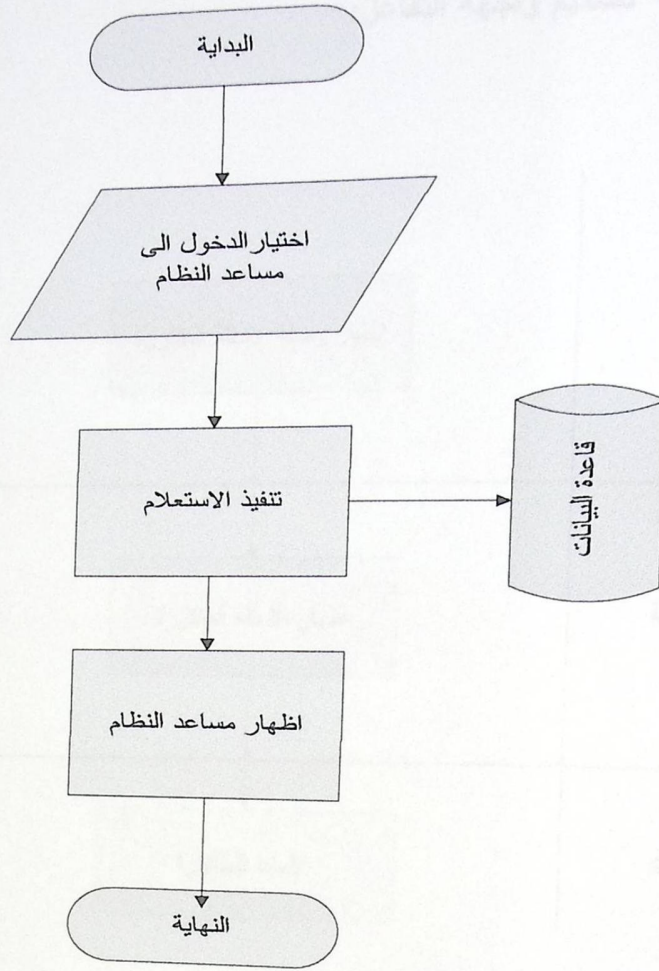 البداية
اختيار الدخول الى
مساعد النظام
تنفيذ الاستعلام
قاعدة البيانات
اظهار مساعد النظام
النهاية